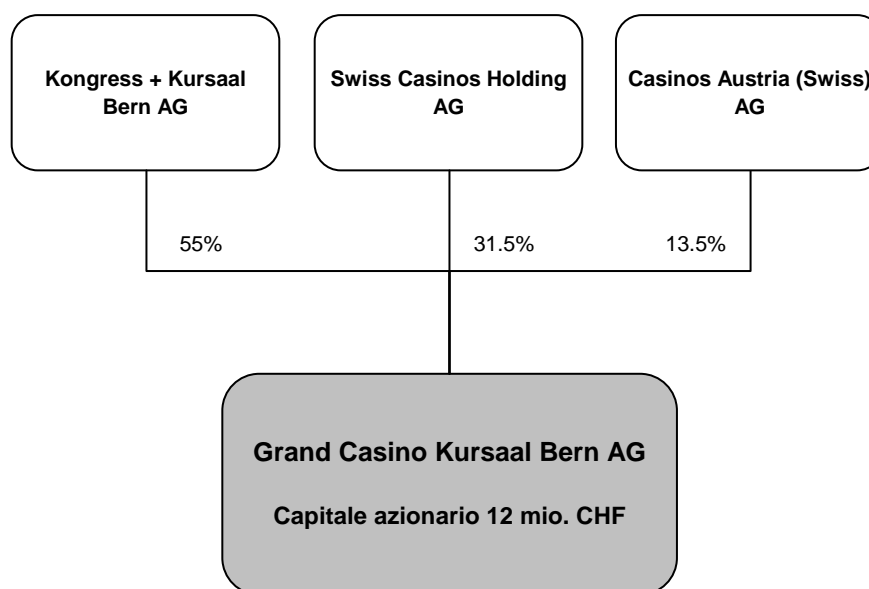 Kongress + Kursaal
Bern AG
Swiss Casinos Holding
AG
Casinos Austria (Swiss)
AG
55%
31.5%
13.5%
Grand Casino Kursaal Bern AG
Capitale azionario 12 mio. CHF